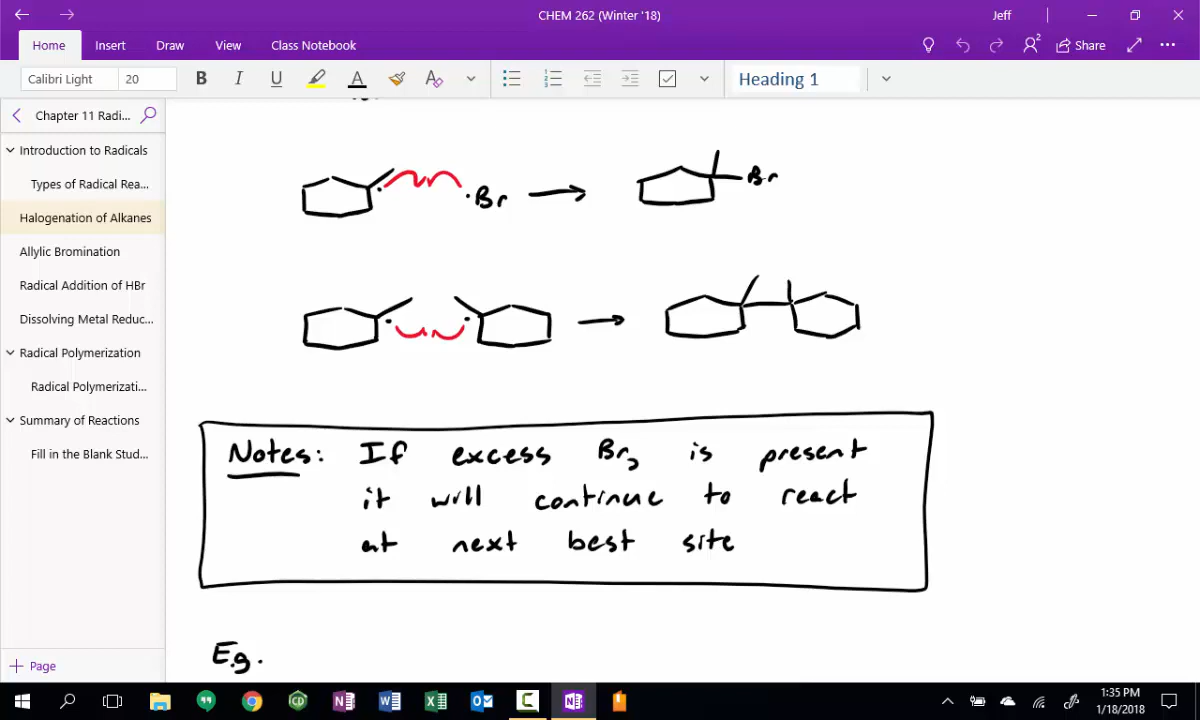 CHEM 262 (Winter '18)
Jeff
Home
Insert
Draw
View
Class Notebook
Share
Calibri Light
20
B
I
U
A
A
Heading 1
Chapter 11 Radi...
Introduction to Radicals
Types of Radical Rea...
Halogenation of Alkanes
Allylic Bromination
Radical Addition of HBr
Dissolving Metal Reduc...
Radical Polymerization
Radical Polymerizati...
Summary of Reactions
Fill in the Blank Stud...
Page
·Br
Br
Notes: If excess Br₂ is present
it will continue to react
at next best site
E.g.
1:35 PM
1/18/2018